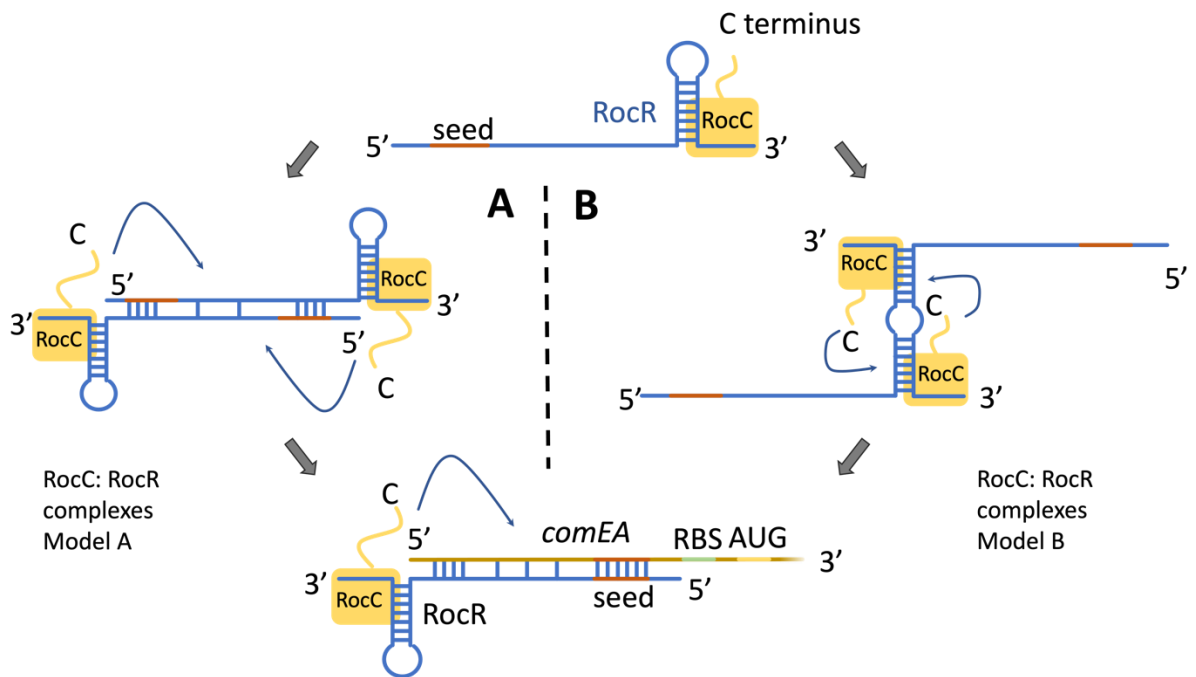 C terminus
RocR
RocC
seed
5’
3’
A
B
C
5’
RocC
3’
3’
RocC
5’
C
3’
RocC
5’
C
C
RocC
5’
3’
RocC: RocR
complexes
Model A
RocC: RocR
complexes
Model B
C
5’
comEA
RBS AUG
3’
3’
RocC
seed
5’
RocR